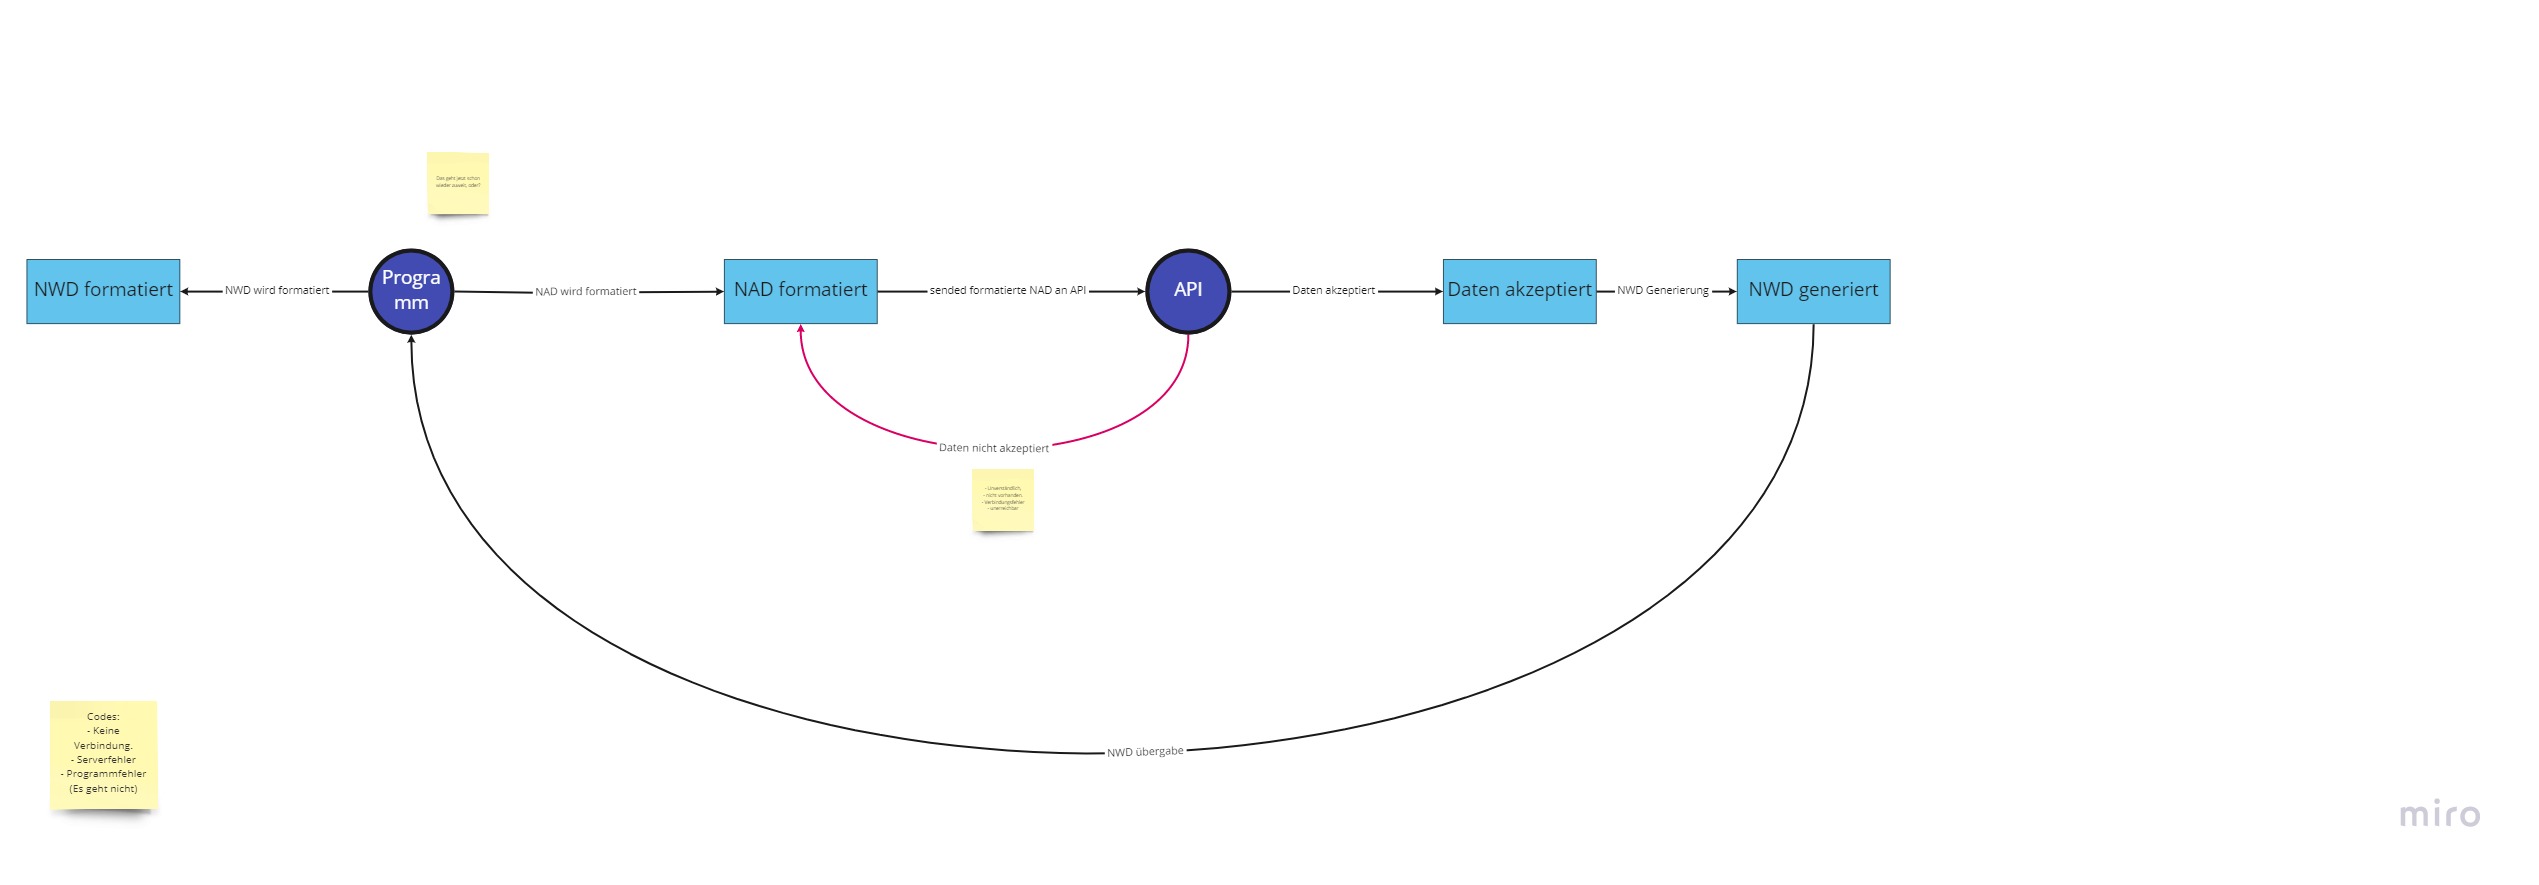 Das geht jetzt schon
wieder zuweit, oder?
NWD formatiert
NWD wird formatiert
Progra
mm
NAD wird formatiert
NAD formatiert
sended formatierte NAD an API
API
Daten akzeptiert
Daten akzeptiert
NWD Generierung
NWD generiert
Daten nicht akzeptiert
- Unverständlich,
- nicht vorhanden.
- Verbindungsfehler
- unerreichbar
NWD übergabe
Codes:
- Keine
Verbindung.
- Serverfehler
- Programmfehler
(Es geht nicht)
miro